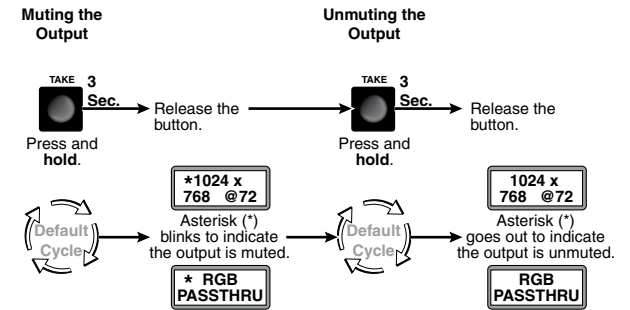 Muting the
Output
Unmuting the
Output
TAKE
3
Sec.
Press and
hold.
Release the
button.
TAKE
3
Sec.
Press and
hold.
Release the
button.
Default
Cycle
*1024 x
768 @72
Asterisk (*)
blinks to indicate
the output is muted.
* RGB
PASSTHRU
Default
Cycle
1024 x
768 @72
Asterisk (*)
goes out to indicate
the output is unmuted.
RGB
PASSTHRU